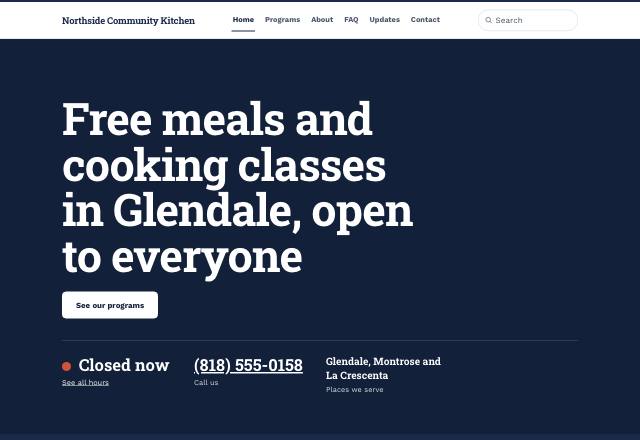 Northside Community Kitchen
Home Programs About FAQ Updates Contact
Search
Free meals and
cooking classes
in Glendale, open
to everyone
See our programs
Closed now
See all hours
(818) 555-0158
Call us
Glendale, Montrose and
La Crescenta
Places we serve